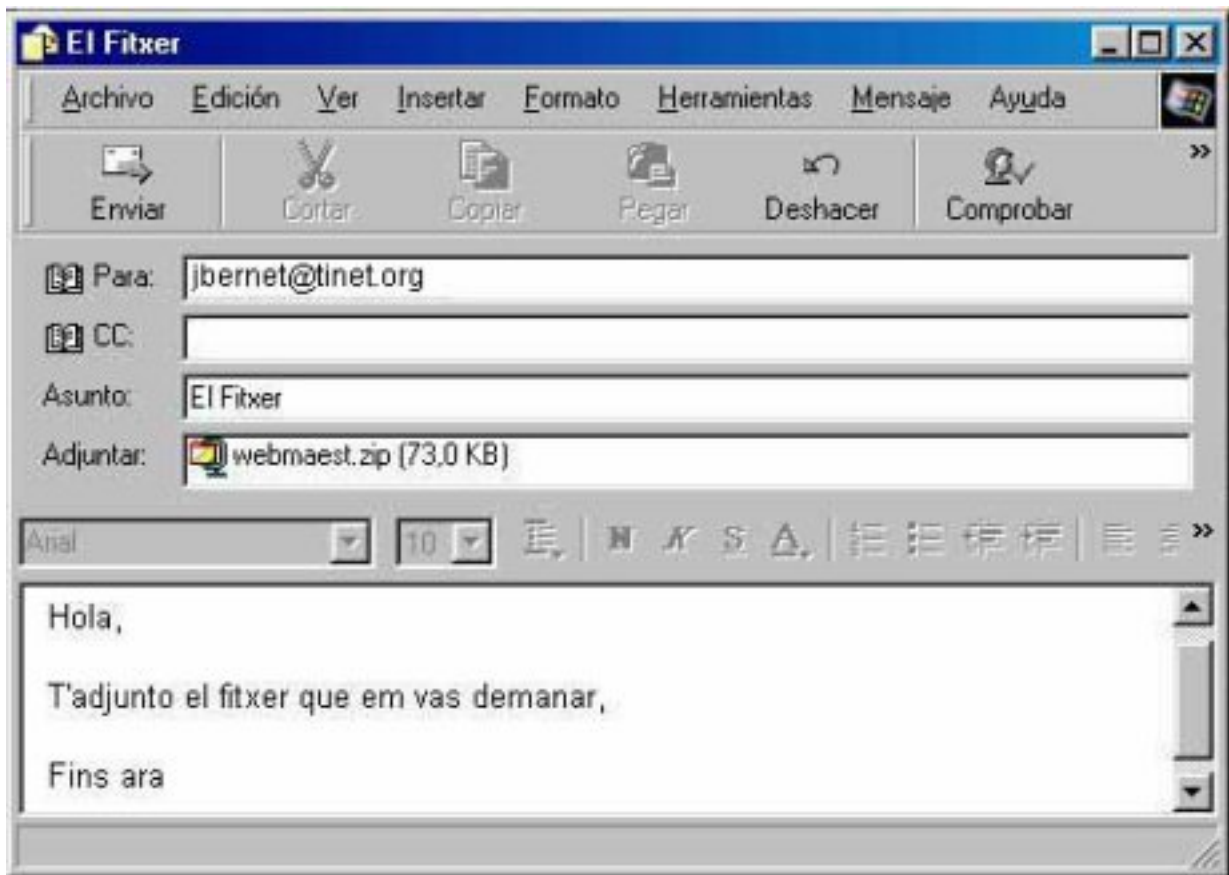 El Fitxer
Archivo Edición Ver Insertar Formato Herramientas Mensaje Ayuda
Enviar Cortar Copiar Pegar Deshacer Comprobar »
Para: jbernet@tinet.org
CC:
Asunto: El Fitxer
Adjuntar: webmaest.zip (73,0 KB)
Arial 10 N K S A »
Hola,
T'adjunto el fitxer que em vas demanar,
Fins ara